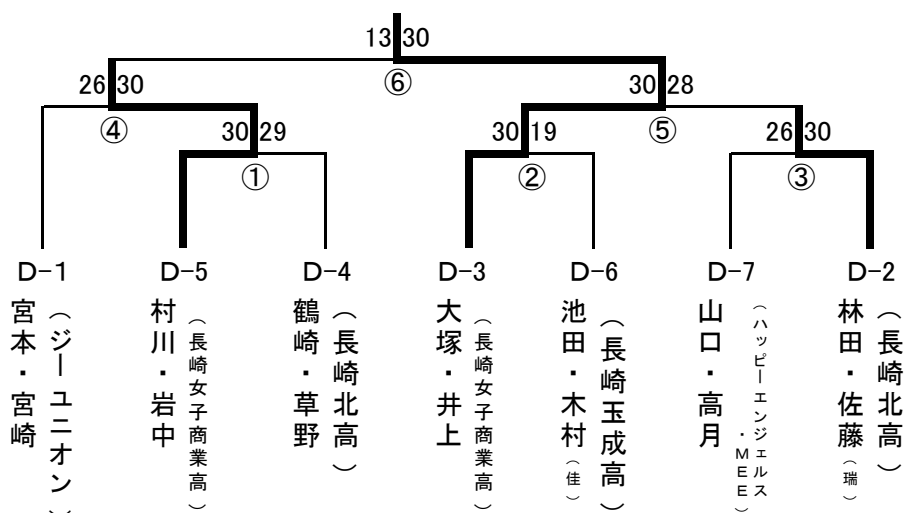 13 30
⑥
26 30
30 28
④
⑤
30 29
30 19
26 30
①
②
③
D-1
宮本・宮崎
（ジーユニオン）
D-5
村川・岩中
（長崎女子商業高）
D-4
鶴崎・草野
（長崎北高）
D-3
大塚・井上
（長崎女子商業高）
D-6
池田・木村（佳）
（長崎玉成高）
D-7
山口・高月
（ハッピーエンジェルス
・MEE）
D-2
林田・佐藤（瑞）
（長崎北高）